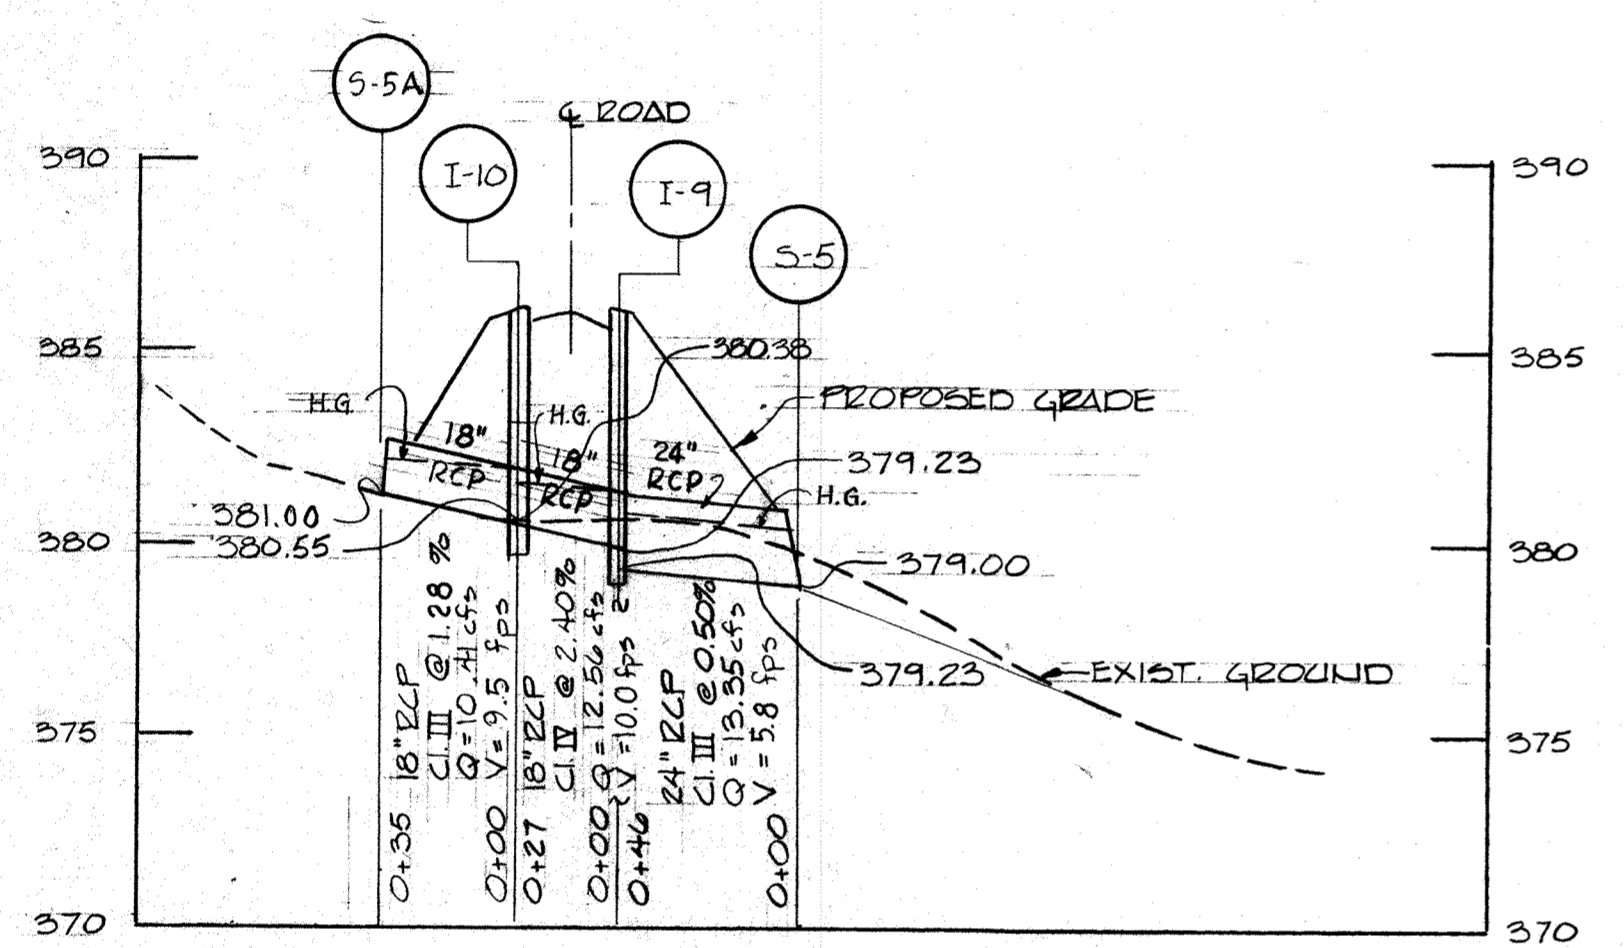 S-5A
℄ ROAD
I-10
I-9
S-5
390
390
385
385
380.38
PROPOSED GRADE
H.G.
H.G.
18"
RCP
18"
RCP
24"
RCP
379.23
H.G.
381.00
380.55
380
380
379.00
379.23
EXIST. GROUND
375
375
370
370
0+35
18" RCP
Cl. III @ 1.28 %
Q = 10.41 cfs
V = 9.5 fps
0+00
0+27
18" RCP
Cl. IV @ 2.40%
Q = 12.56 cfs
V = 10.0 fps
0+00
0+46
24" RCP
Cl. III @ 0.50%
Q = 13.35 cfs
V = 5.8 fps
0+00